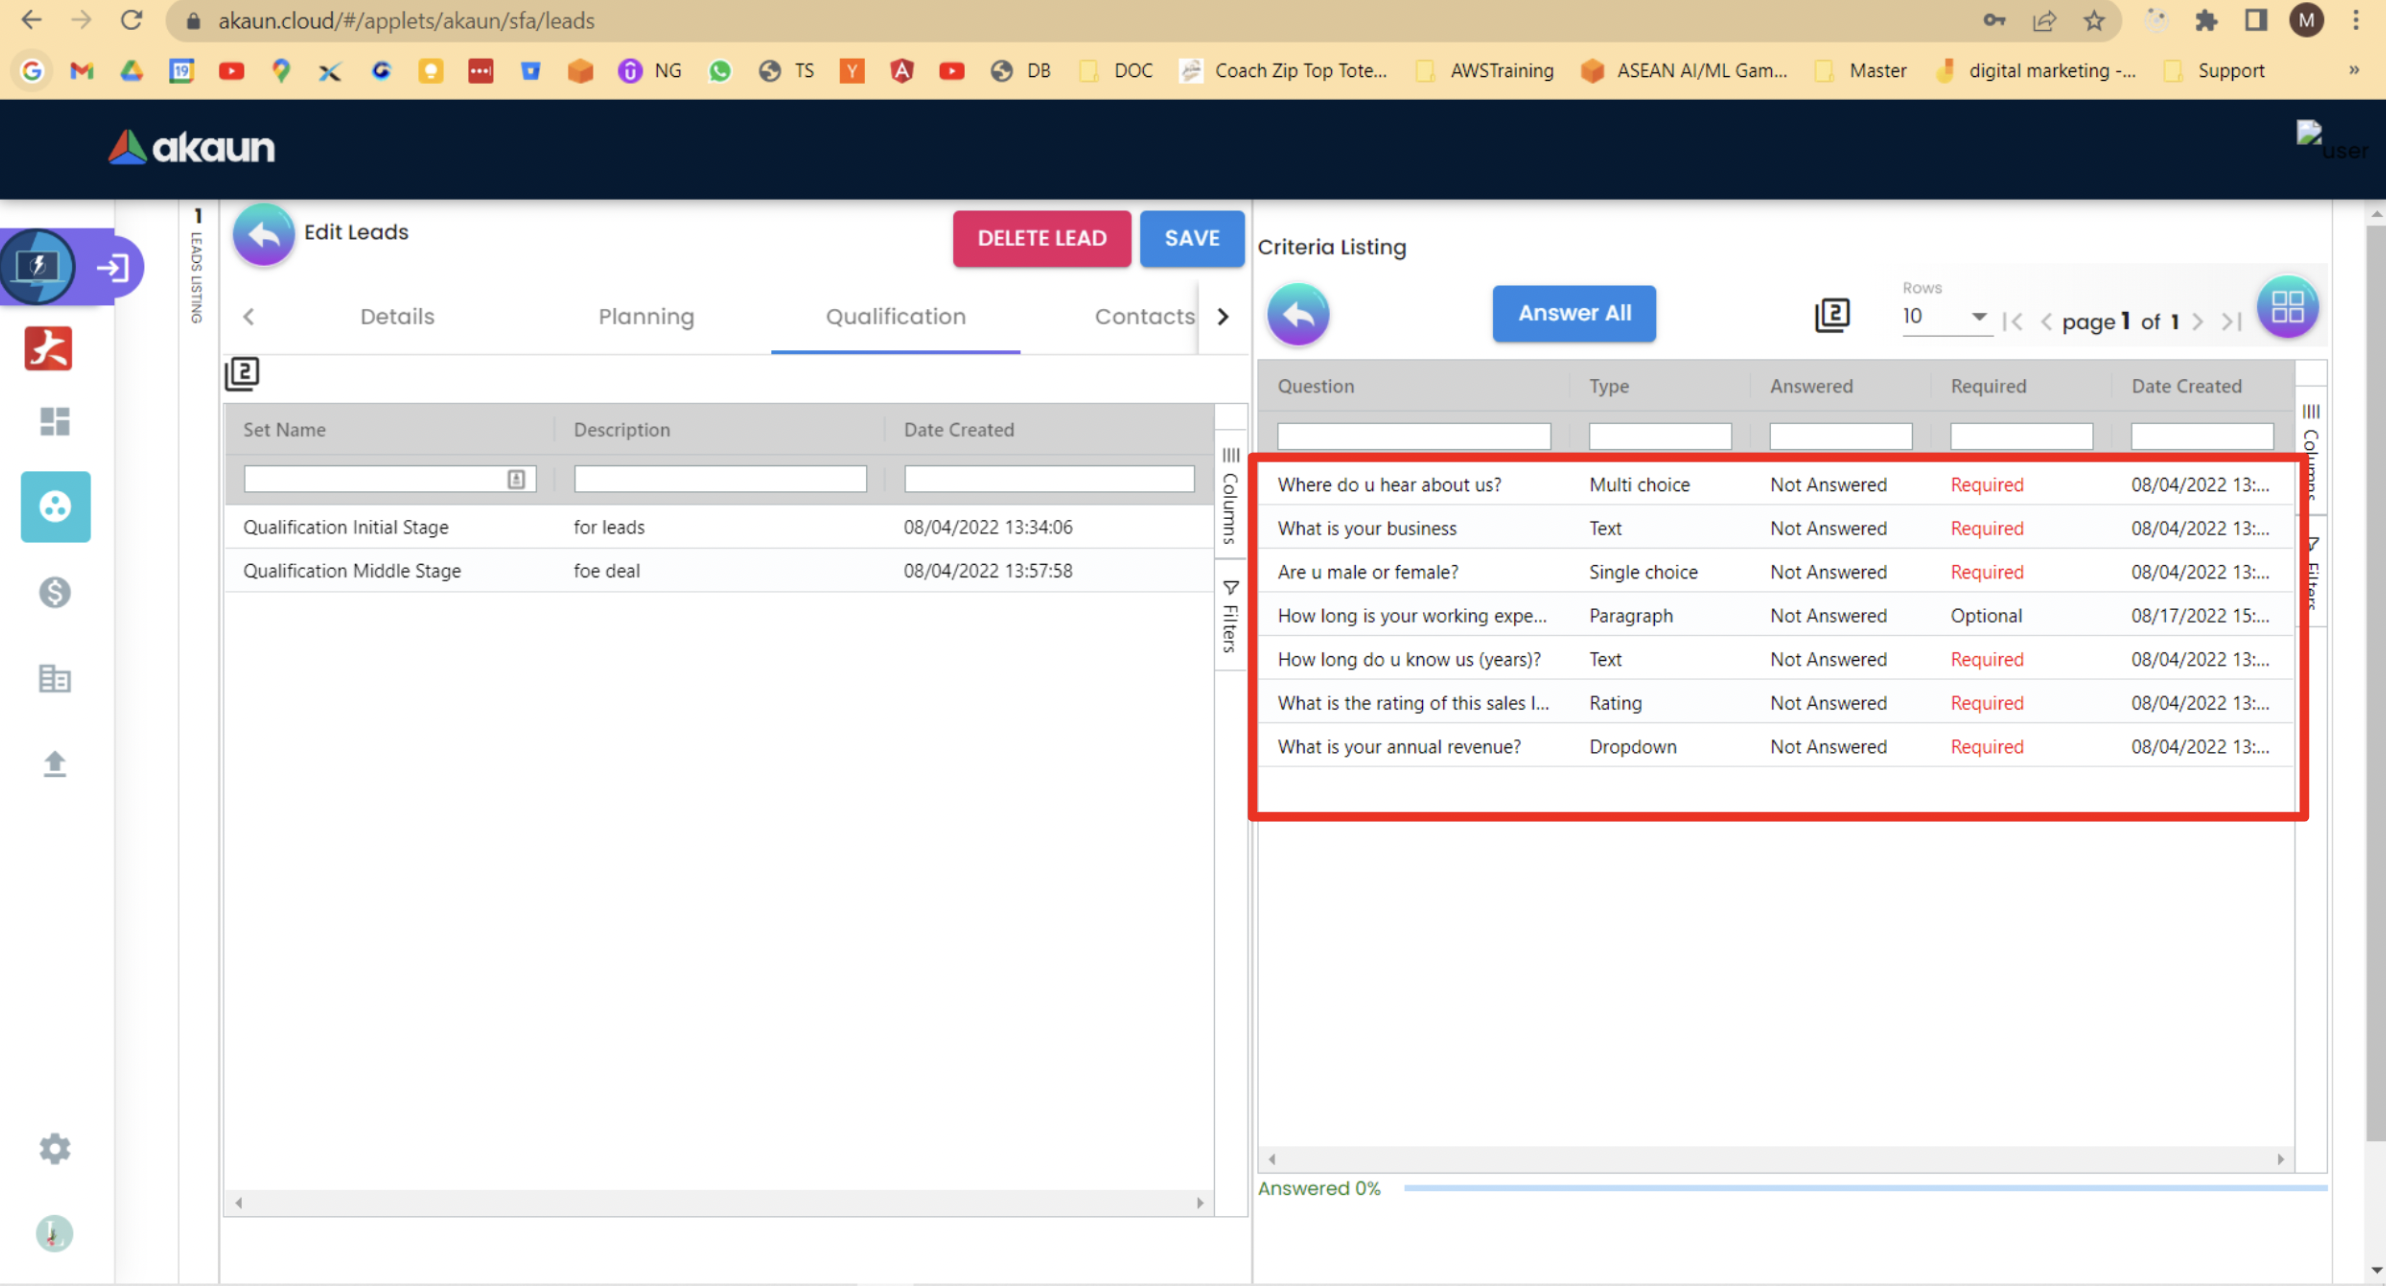 akaun.cloud/#/applets/akaun/sfa/leads
M
19
NG
TS
Y
DB
DOC
Coach Zip Top Tote...
AWSTraining
ASEAN AI/ML Gam...
Master
digital marketing -...
Support
»
akaun
user
1 LEADS LISTING
Edit Leads
DELETE LEAD
SAVE
Details
Planning
Qualification
Contacts
2
Set Name
Description
Date Created
Qualification Initial Stage
for leads
08/04/2022 13:34:06
Qualification Middle Stage
foe deal
08/04/2022 13:57:58
Columns
Filters
Criteria Listing
Answer All
2
Rows
10
page 1 of 1
Question
Type
Answered
Required
Date Created
Where do u hear about us?
Multi choice
Not Answered
Required
08/04/2022 13:...
What is your business
Text
Not Answered
Required
08/04/2022 13:...
Are u male or female?
Single choice
Not Answered
Required
08/04/2022 13:...
How long is your working expe...
Paragraph
Not Answered
Optional
08/17/2022 15:...
How long do u know us (years)?
Text
Not Answered
Required
08/04/2022 13:...
What is the rating of this sales l...
Rating
Not Answered
Required
08/04/2022 13:...
What is your annual revenue?
Dropdown
Not Answered
Required
08/04/2022 13:...
Columns
Filters
Answered 0%